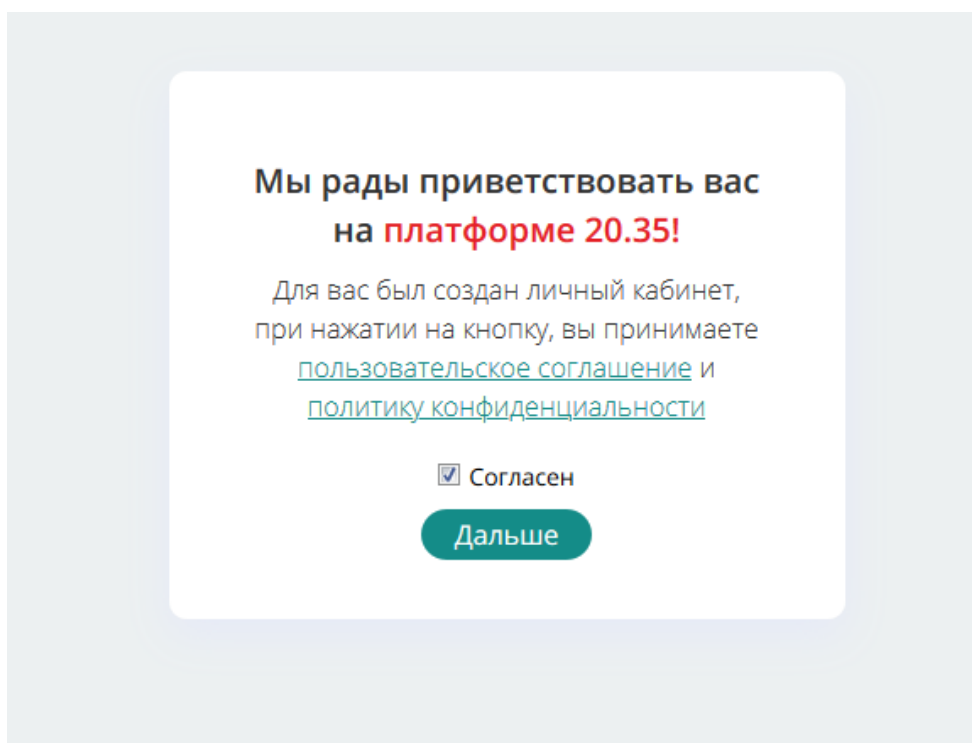 Мы рады приветствовать вас
на платформе 20.35!
Для вас был создан личный кабинет,
при нажатии на кнопку, вы принимаете
пользовательское соглашение и
политику конфиденциальности
Согласен
Дальше